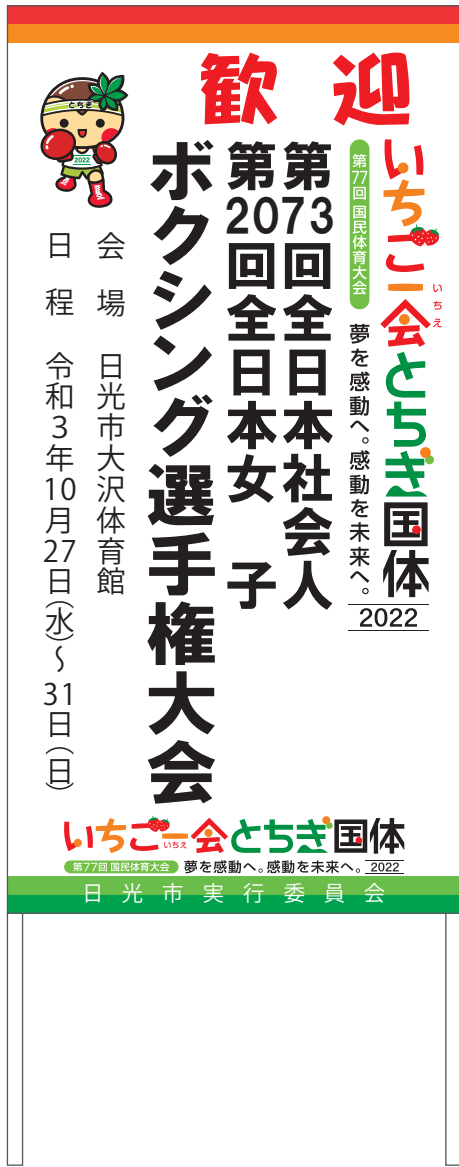 歓迎
いちご一会とちぎ国体
いちえ
2022
第77回 国民体育大会
夢を感動へ。感動を未来へ。
第73回全日本社会人
第20回全日本女 子
ボクシング選手権大会
会 場 日光市大沢体育館
日 程 令和3年10月27日(水)~31日(日)
とちぎ
2022
いちご一会とちぎ国体
いちえ
第77回 国民体育大会 夢を感動へ。感動を未来へ。 2022
日光市実行委員会